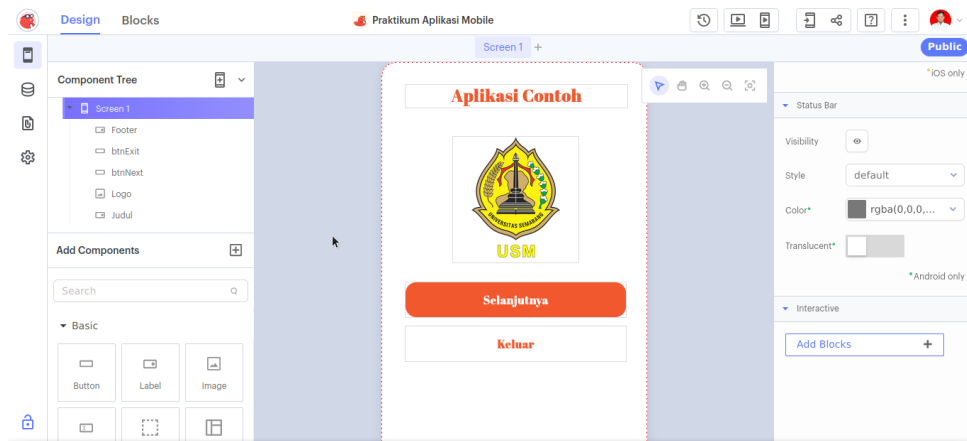 Design Blocks Praktikum Aplikasi Mobile
Screen 1 +
Public
Component Tree
Screen 1
Footer
btnExit
btnNext
Logo
Judul
Add Components
Search
Basic
Button Label Image
Aplikasi Contoh
UNIVERSITAS SEMARANG
USM
Selanjutnya
Keluar
*iOS only
Status Bar
Visibility
Style default
Color* rgba(0,0,0,...
Translucent*
*Android only
Interactive
Add Blocks +